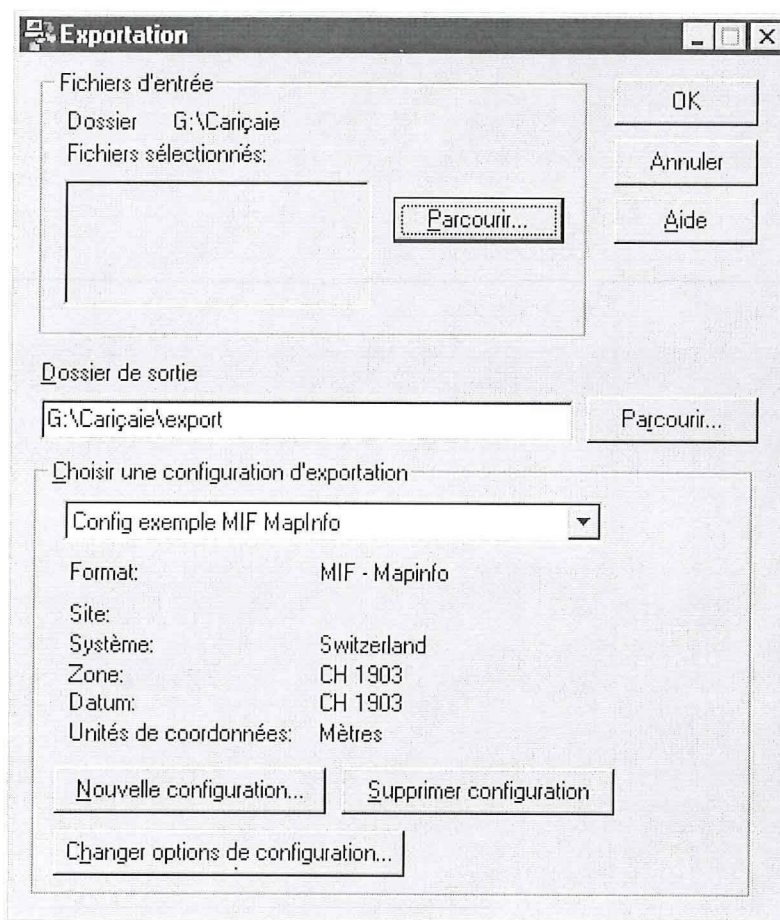 Exportation
Fichiers d'entrée
Dossier G:\Cariçaie
Fichiers sélectionnés:
Parcourir...
OK
Annuler
Aide
Dossier de sortie
G:\Cariçaie\export
Parcourir...
Choisir une configuration d'exportation
Config exemple MIF MapInfo
Format: MIF - Mapinfo
Site:
Système: Switzerland
Zone: CH 1903
Datum: CH 1903
Unités de coordonnées: Mètres
Nouvelle configuration...
Supprimer configuration
Changer options de configuration...